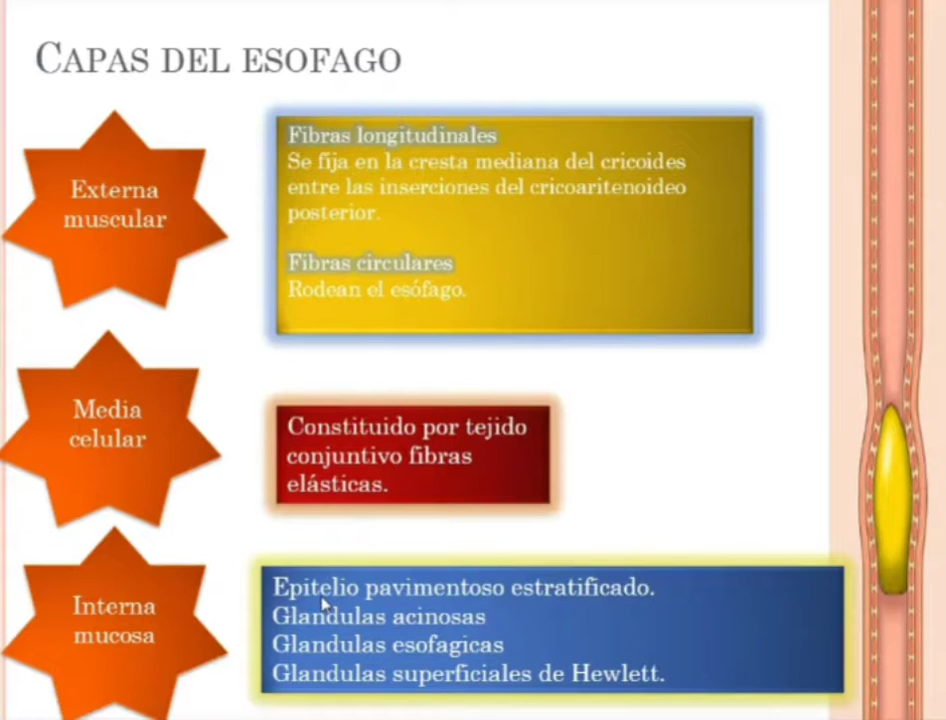 CAPAS DEL ESOFAGO
Externa
muscular
Fibras longitudinales
Se fija en la cresta mediana del cricoides
entre las inserciones del cricoaritenoideo
posterior.
Fibras circulares
Rodean el esófago.
Media
celular
Constituido por tejido
conjuntivo fibras
elásticas.
Interna
mucosa
Epitelio pavimentoso estratificado.
Glandulas acinosas
Glandulas esofagicas
Glandulas superficiales de Hewlett.